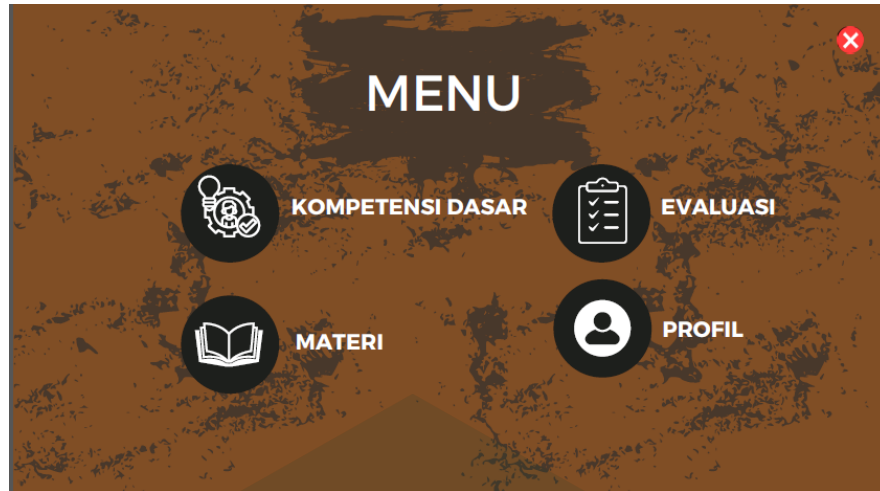 MENU
KOMPETENSI DASAR
EVALUASI
MATERI
PROFIL